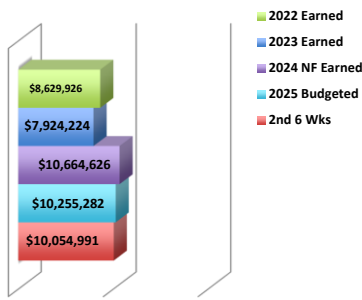 2022 Earned
2023 Earned
2024 NF Earned
2025 Budgeted
2nd 6 Wks
$8,629,926
$7,924,224
$10,664,626
$10,255,282
$10,054,991